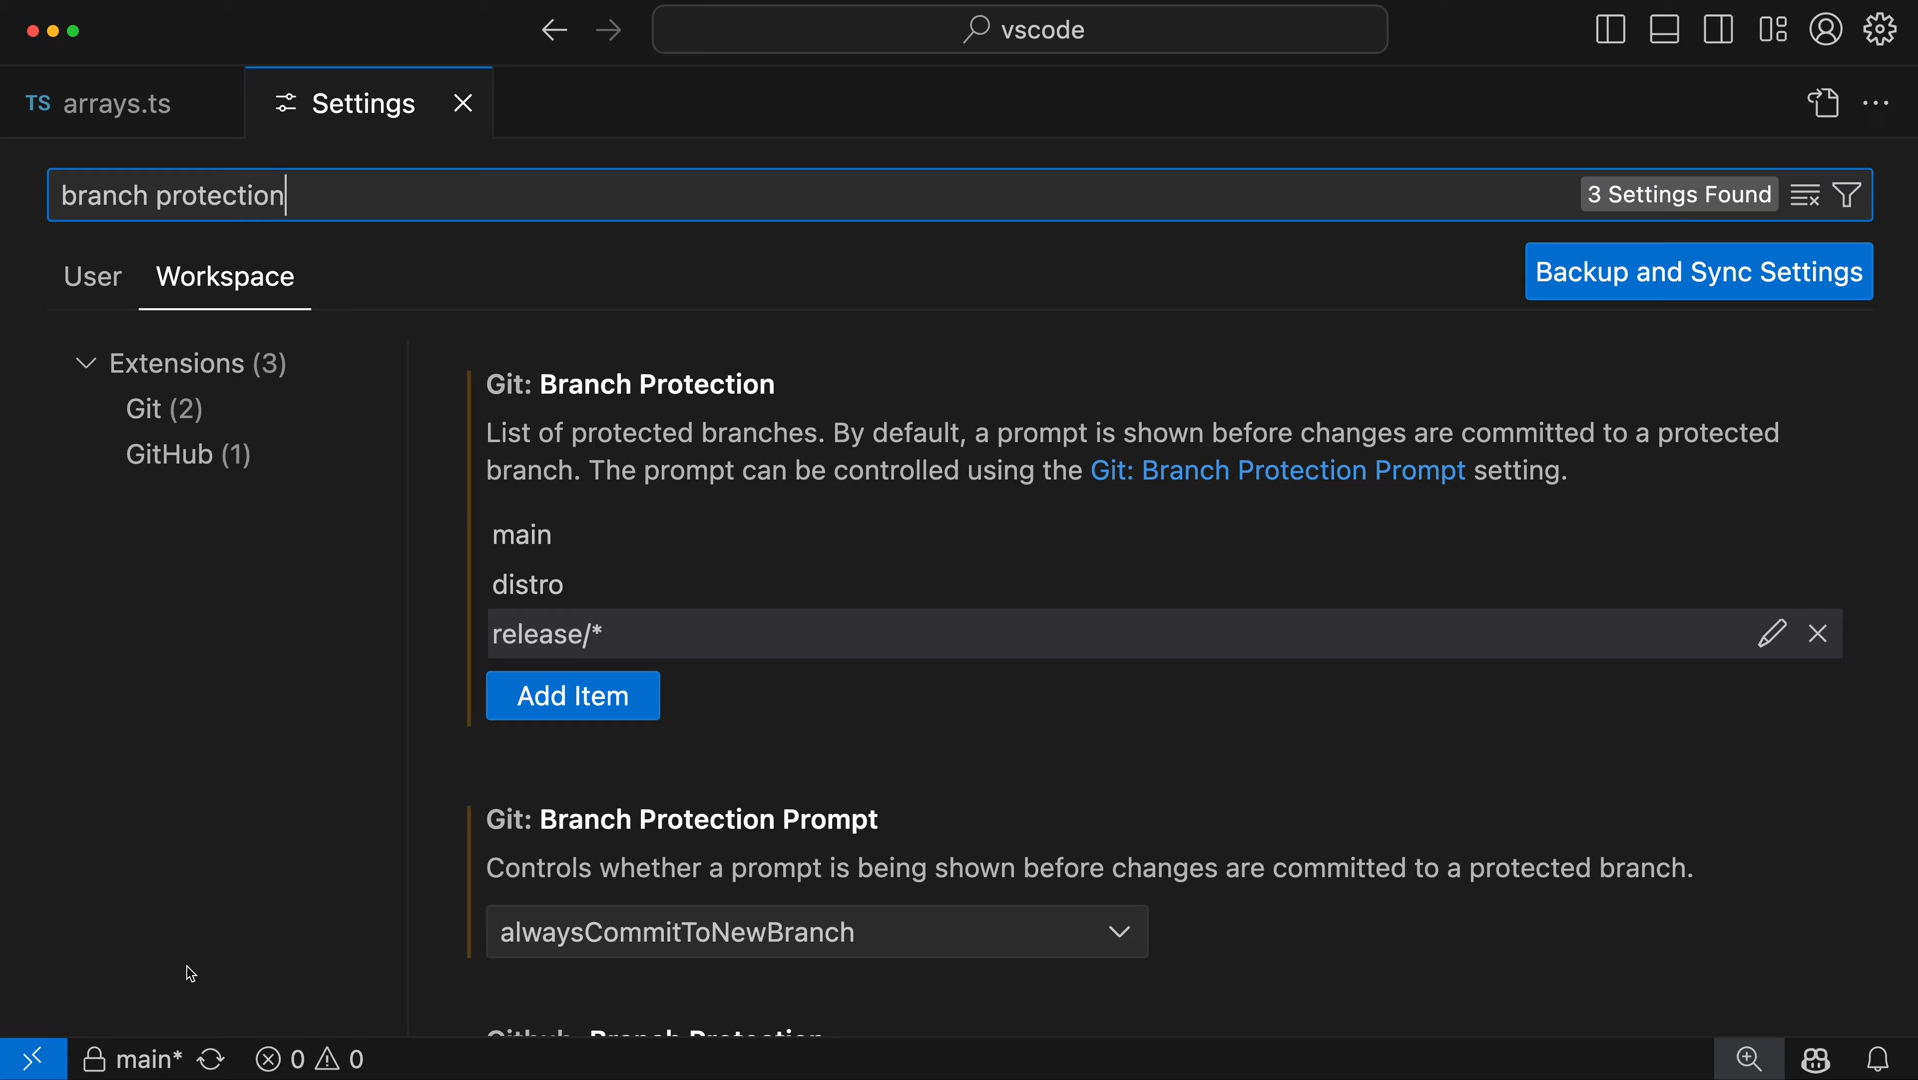 vscode
TS arrays.ts
Settings
branch protection
3 Settings Found
User
Workspace
Backup and Sync Settings
Extensions (3)
Git (2)
GitHub (1)
Git: Branch Protection
List of protected branches. By default, a prompt is shown before changes are committed to a protected
branch. The prompt can be controlled using the Git: Branch Protection Prompt setting.
main
distro
release/*
Add Item
Git: Branch Protection Prompt
Controls whether a prompt is being shown before changes are committed to a protected branch.
alwaysCommitToNewBranch
Github: Branch Protection
main*
0
0